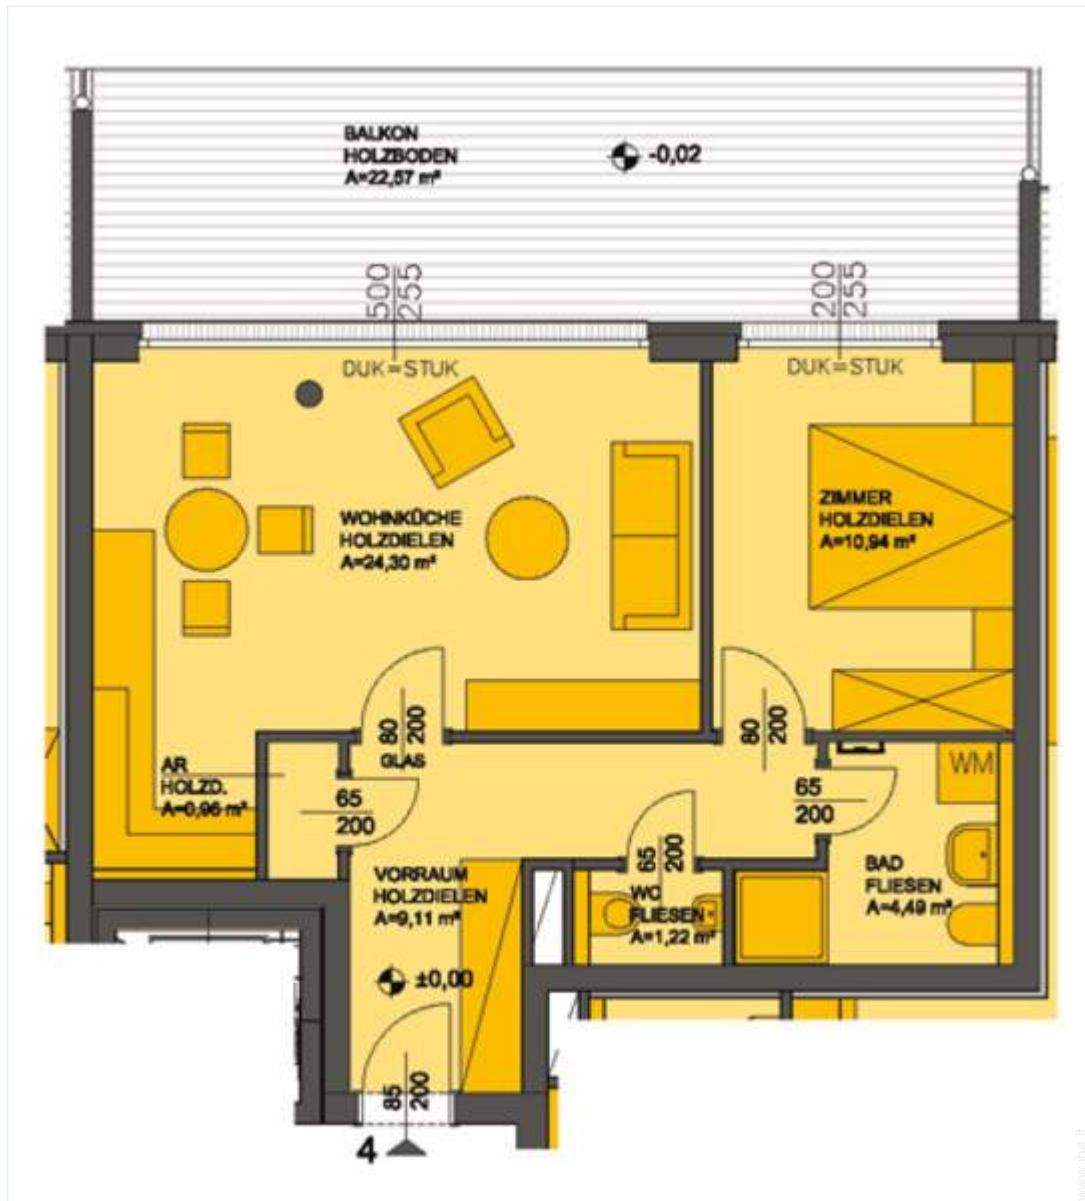 BALKON
HOLZBODEN
A=22,57 m²
-0,02
500
255
200
255
DUK=STUK
DUK=STUK
WOHNKÜCHE
HOLZDIELEN
A=24,30 m²
ZIMMER
HOLZDIELEN
A=10,94 m²
80
200
GLAS
80
200
AR
HOLZD.
A=0,96 m²
65
200
65
200
WM
65
200
VORRAUM
HOLZDIELEN
A=9,11 m²
WC
FLIESEN
A=1,22 m²
BAD
FLIESEN
A=4,49 m²
±0,00
85
200
4